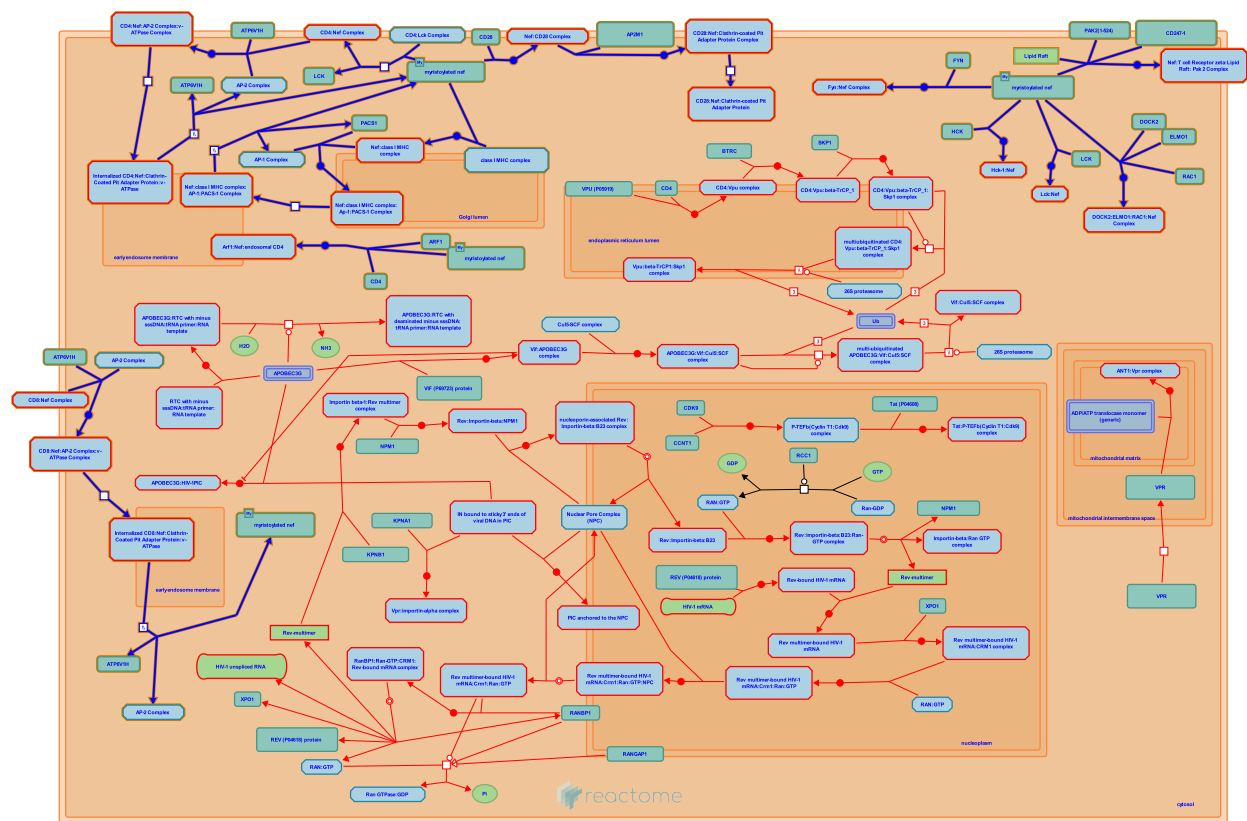 CD4:Nef:AP-2 Complex:v-
ATPase Complex
ATP6V1H
CD4:Nef Complex
CD4:Lck Complex
CD28
Nef:CD28 Complex
AP2M1
CD28:Nef:Clathrin-coated Pit
Adapter Protein Complex
PAK2(1-524)
CD247-1
Lipid Raft
Nef:T cell Receptor zeta Lipid
Raft: Pak 2 Complex
FYN
LCK
myristoylated nef
ATP6V1H
AP-2 Complex
Fyn:Nef Complex
myristoylated nef
CD28:Nef:Clathrin-coated Pit
Adapter Protein
PACS1
DOCK2
ELMO1
HCK
LCK
RAC1
Hck-1:Nef
Lck:Nef
DOCK2:ELMO1:RAC1:Nef
Complex
Internalized CD4:Nef:Clathrin-
Coated Pit Adapter Protein:v-
ATPase
AP-1 Complex
Nef:class I MHC
complex
class I MHC complex
Nef:class I MHC complex:
AP-1:PACS-1 Complex
Nef:class I MHC complex:
Ap-1:PACS-1 Complex
Golgi lumen
early endosome membrane
Arf1:Nef:endosomal CD4
ARF1
myristoylated nef
CD4
BTRC
SKP1
VPU (P05919)
CD4
CD4:Vpu complex
CD4:Vpu:beta-TrCP_1
CD4:Vpu:beta-TrCP_1:
Skp1 complex
endoplasmic reticulum lumen
multiubiquitinated CD4:
Vpu:beta-TrCP_1:Skp1
complex
Vpu:beta-TrCP1:Skp1
complex
26S proteasome
Ub
Vif:Cul5:SCF complex
APOBEC3G:RTC with minus
sssDNA:tRNA primer:RNA
template
APOBEC3G:RTC with
deaminated minus sssDNA:
tRNA primer:RNA template
H2O
NH3
Cul5:SCF complex
Vif:APOBEC3G
complex
APOBEC3G:Vif:Cul5:SCF
complex
multi-ubiquitinated
APOBEC3G:Vif:Cul5:SCF
complex
26S proteasome
ATP6V1H
AP-2 Complex
CD8:Nef Complex
APOBEC3G
VIF (P69723) protein
RTC with minus
sssDNA:tRNA primer:
RNA template
ANT1:Vpr complex
ADP/ATP translocase monomer
(generic)
mitochondrial matrix
VPR
mitochondrial intermembrane space
VPR
Importin beta-1:Rev multimer
complex
NPM1
Rev:Importin-beta:NPM1
nucleoporin-associated Rev:
Importin-beta:B23 complex
CDK9
CCNT1
P-TEFb(Cyclin T1:Cdk9)
complex
Tat (P04608)
Tat:P-TEFb(Cyclin T1:Cdk9)
complex
CD8:Nef:AP-2 Complex:v-
ATPase Complex
APOBEC3G:HIV-1PIC
GDP
RCC1
GTP
RAN:GTP
Ran-GDP
Internalized CD8:Nef:Clathrin-
Coated Pit Adapter Protein:v-
ATPase
myristoylated nef
KPNA1
IN bound to sticky 3' ends of
viral DNA in PIC
Nuclear Pore Complex
(NPC)
KPNB1
Rev:Importin-beta:B23
Rev:Importin-beta:B23:Ran-
GTP complex
NPM1
Importin-beta:Ran GTP
complex
early endosome membrane
REV (P04618) protein
HIV-1 mRNA
Rev-bound HIV-1 mRNA
Rev-multimer
Vpr:importin-alpha complex
PIC anchored to the NPC
XPO1
Rev multimer-bound HIV-1
mRNA
Rev multimer-bound HIV-1
mRNA:CRM1 complex
Rev-multimer
ATP6V1H
AP-2 Complex
HIV-1 unspliced RNA
RanBP1:Ran-GTP:CRM1:
Rev-bound mRNA complex
Rev multimer-bound HIV-1
mRNA:Crm1:Ran:GTP
Rev multimer-bound HIV-1
mRNA:Crm1:Ran:GTP:NPC
Rev multimer-bound HIV-1
mRNA:Crm1:Ran:GTP
RAN:GTP
XPO1
REV (P04618) protein
RANBP1
RANGAP1
nucleoplasm
RAN:GTP
Ran GTPase:GDP
Pi
reactome
cytosol